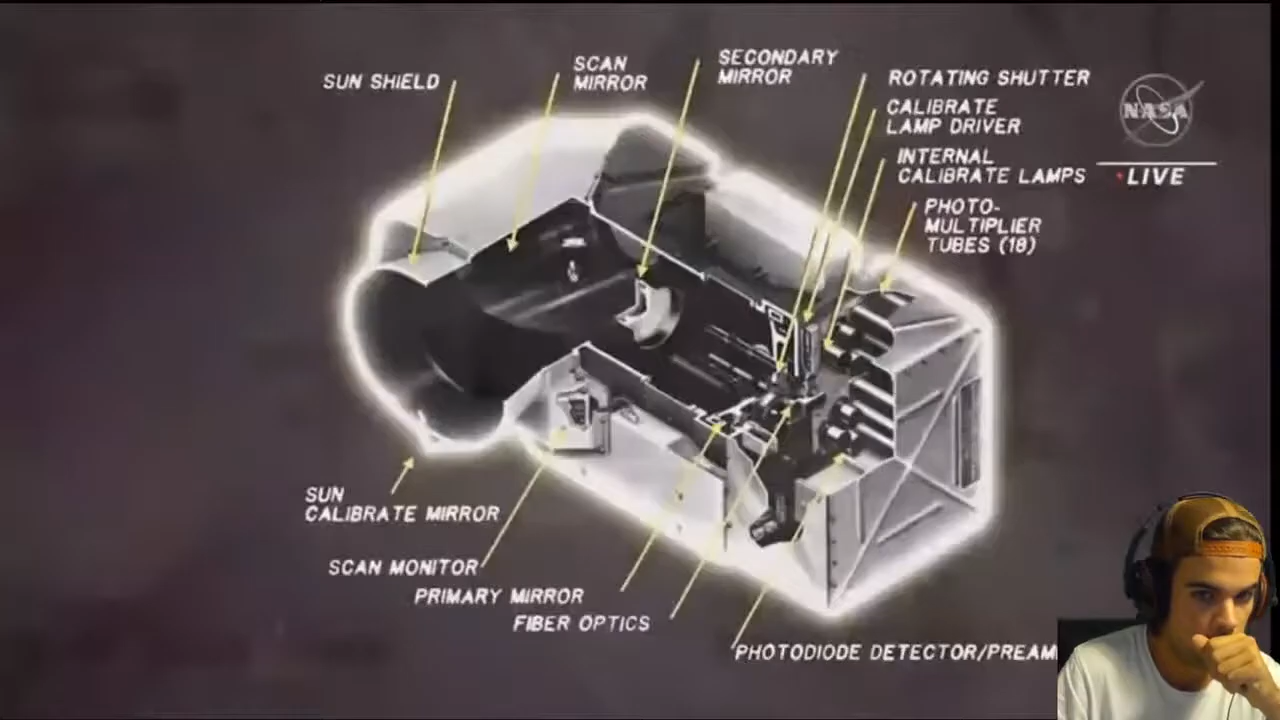 SUN SHIELD
SCAN
MIRROR
SECONDARY
MIRROR
ROTATING SHUTTER
CALIBRATE
LAMP DRIVER
INTERNAL
CALIBRATE LAMPS
PHOTO-
MULTIPLIER
TUBES (18)
NASA
LIVE
SUN
CALIBRATE MIRROR
SCAN MONITOR
PRIMARY MIRROR
FIBER OPTICS
PHOTODIODE DETECTOR/PREAM